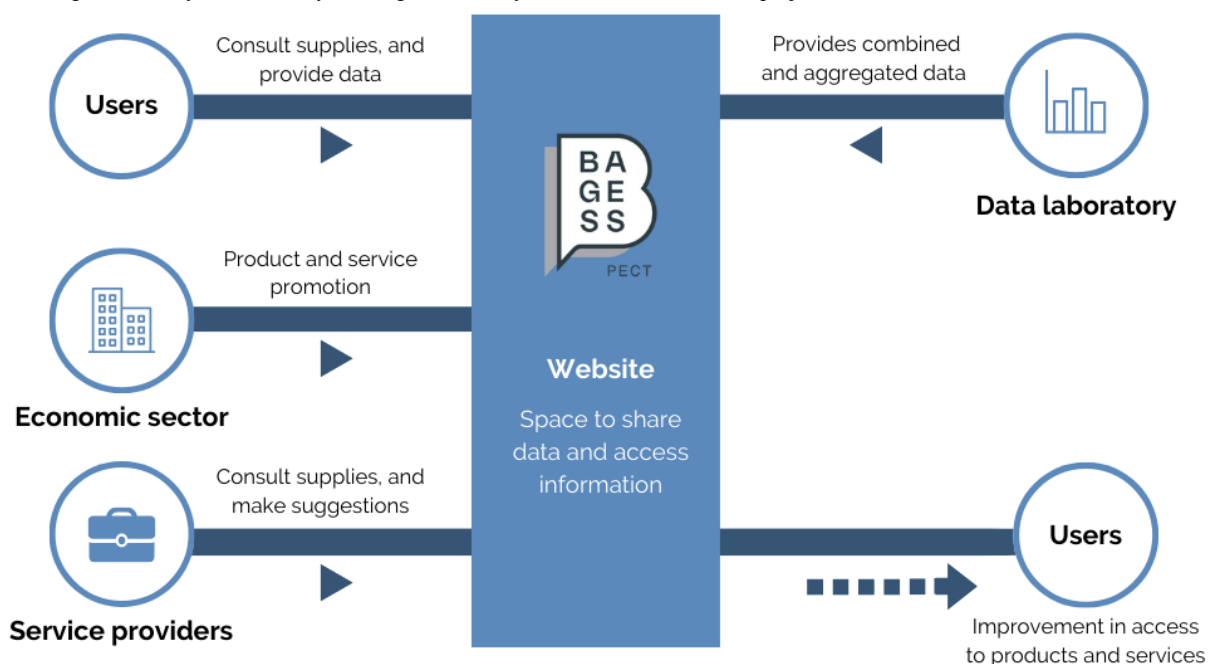 Consult supplies, and
provide data
Users
Provides combined
and aggregated data
Data laboratory
BA
GE
SS
PECT
Product and service
promotion
Economic sector
Website
Space to share
data and access
information
Consult supplies, and
make suggestions
Service providers
Users
Improvement in access
to products and services